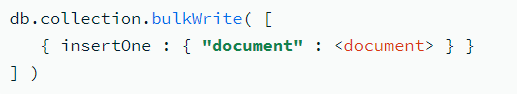 db.collection.bulkWrite( [
   { insertOne : { "document" : <document> } }
] )